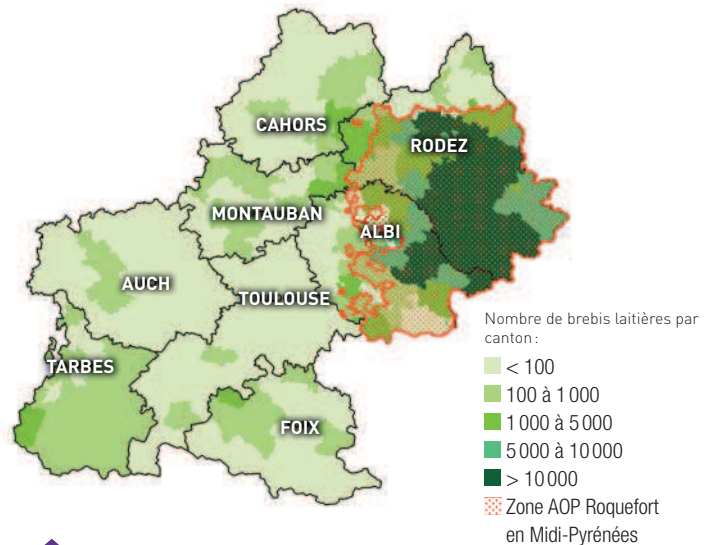 CAHORS
RODEZ
MONTAUBAN
ALBI
AUCH
TOULOUSE
TARBES
FOIX
Nombre de brebis laitières par
canton :
< 100
100 à 1 000
1 000 à 5 000
5 000 à 10 000
> 10 000
Zone AOP Roquefort
en Midi-Pyrénées